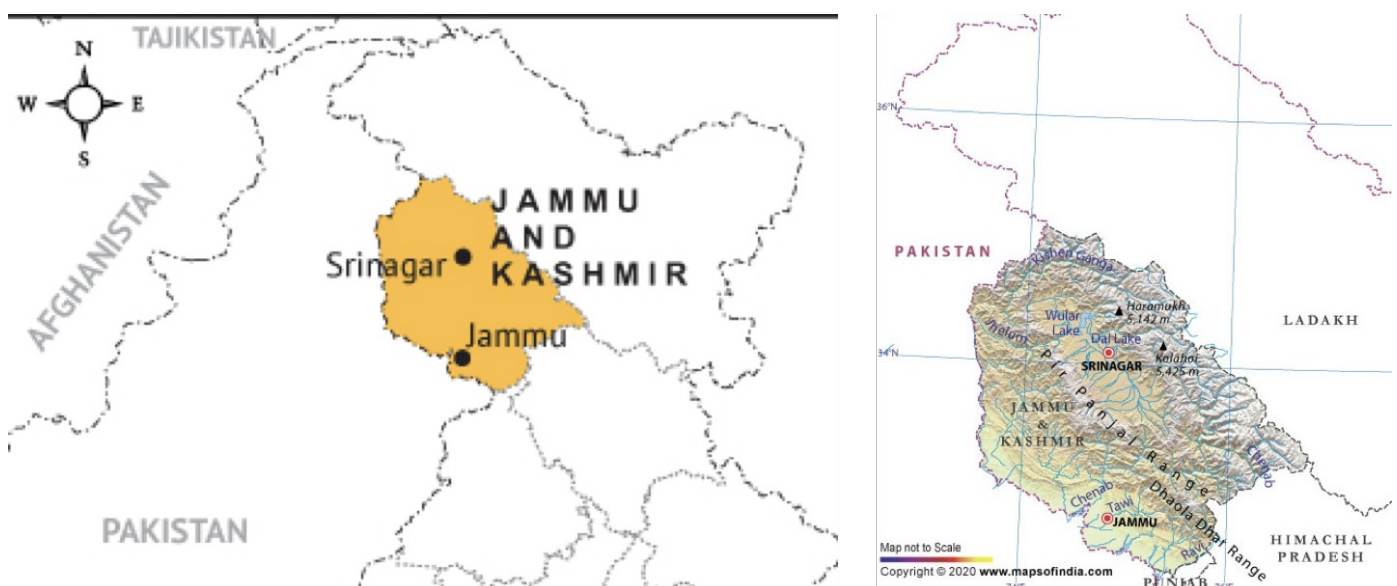 TAJIKISTAN
N
W E
S
AFGHANISTAN
JAMMU
AND
KASHMIR
Srinagar
Jammu
PAKISTAN
36°N
PAKISTAN
Kishen Ganga
Haramukh
5,142 m
Wular
Lake
Jhelum
Dal Lake
LADAKH
34°N
Kolahoi
5,425 m
SRINAGAR
Pir Panjal Range
JAMMU
&
KASHMIR
Chenab
Chenab
Tawi
Dhaola Dhar Range
JAMMU
HIMACHAL
PRADESH
Ravi
Map not to Scale
Copyright © 2020 www.mapsofindia.com
PUNJAB